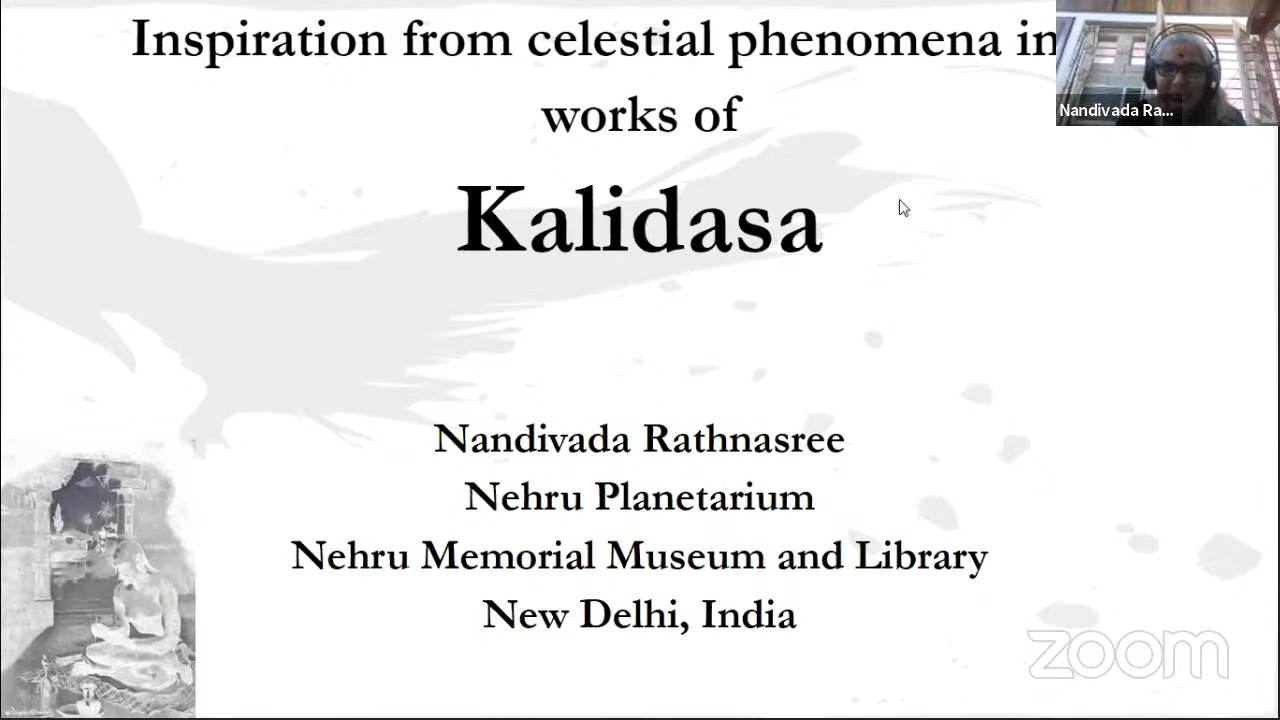 Inspiration from celestial phenomena in
works of
Kalidasa
Nandivada Ra...
Nandivada Rathnasree
Nehru Planetarium
Nehru Memorial Museum and Library
New Delhi, India
zoom